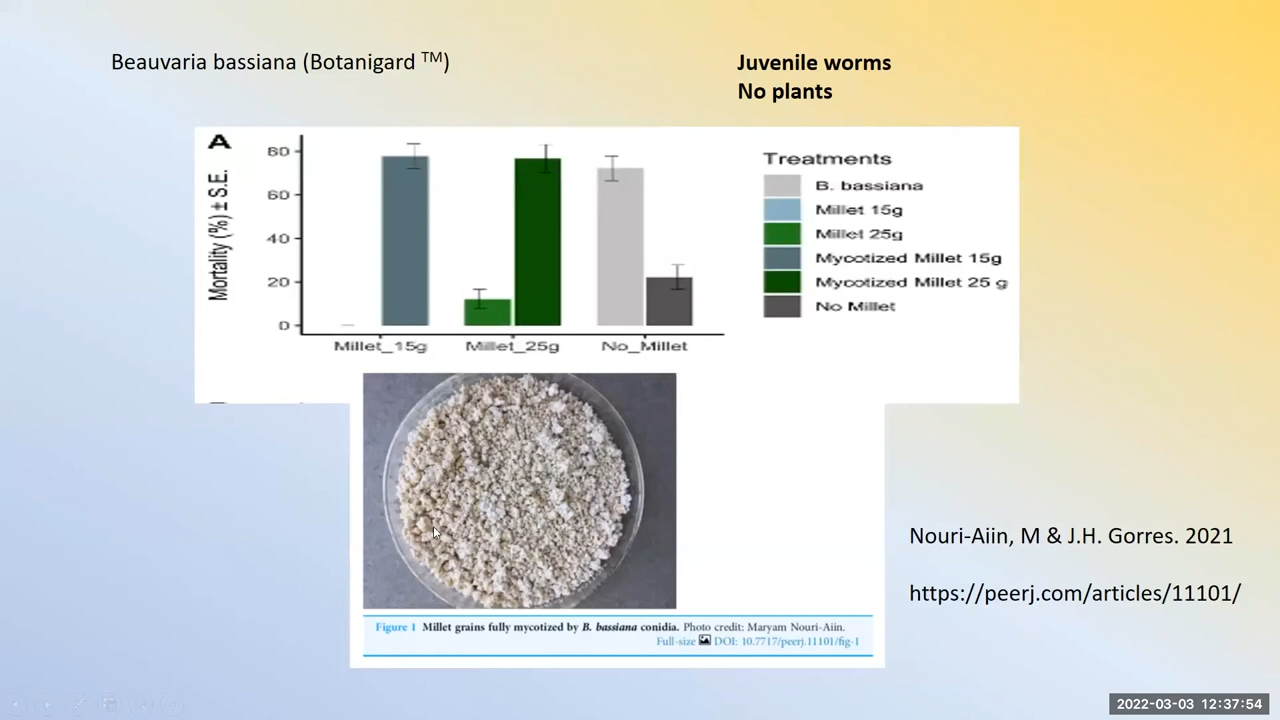 Beauvaria bassiana (Botanigard ™)
Juvenile worms
No plants
A
Mortality (%) ± S.E.
80
60
40
20
0
Millet_15g
Millet_25g
No_Millet
Treatments
B. bassiana
Millet 15g
Millet 25g
Mycotized Millet 15g
Mycotized Millet 25 g
No Millet
Figure 1 Millet grains fully mycotized by B. bassiana conidia. Photo credit: Maryam Nouri-Aiin.
Full-size DOI: 10.7717/peerj.11101/fig-1
Nouri-Aiin, M & J.H. Gorres. 2021
https://peerj.com/articles/11101/
2022-03-03 12:37:54